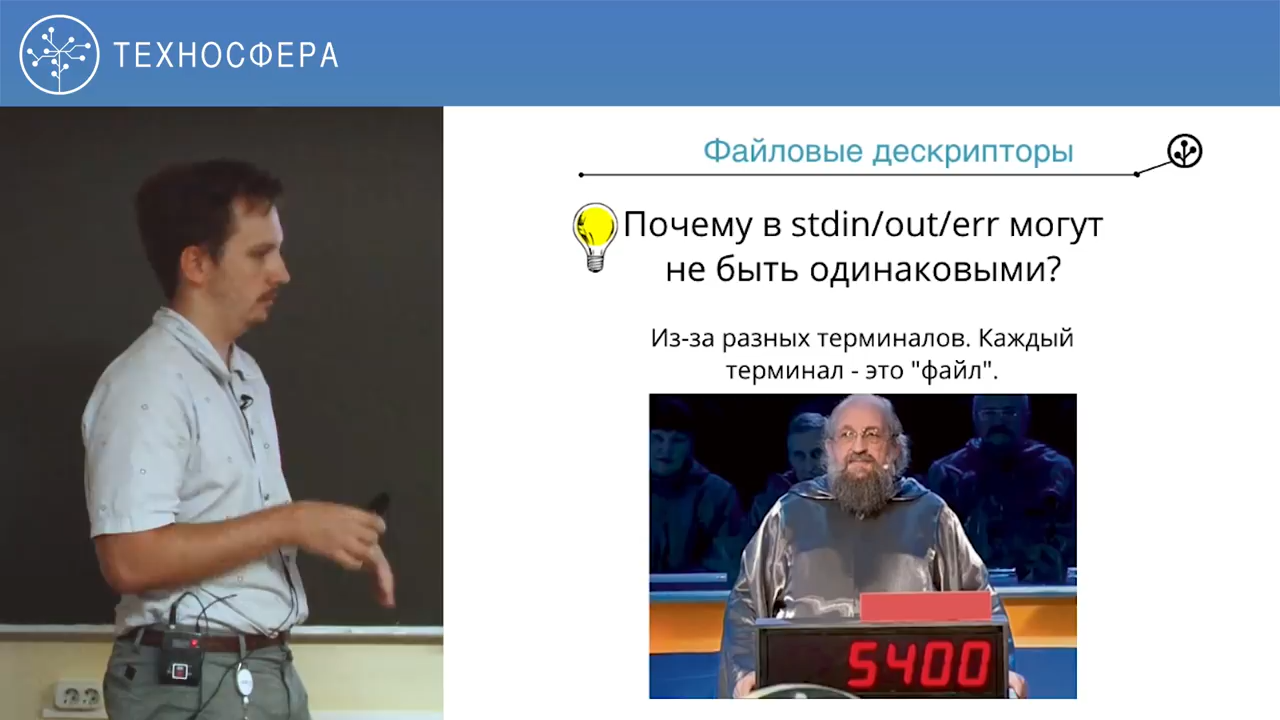 ТЕХНОСФЕРА
Файловые дескрипторы
Почему в stdin/out/err могут
не быть одинаковыми?
Из-за разных терминалов. Каждый
терминал - это "файл".
5400